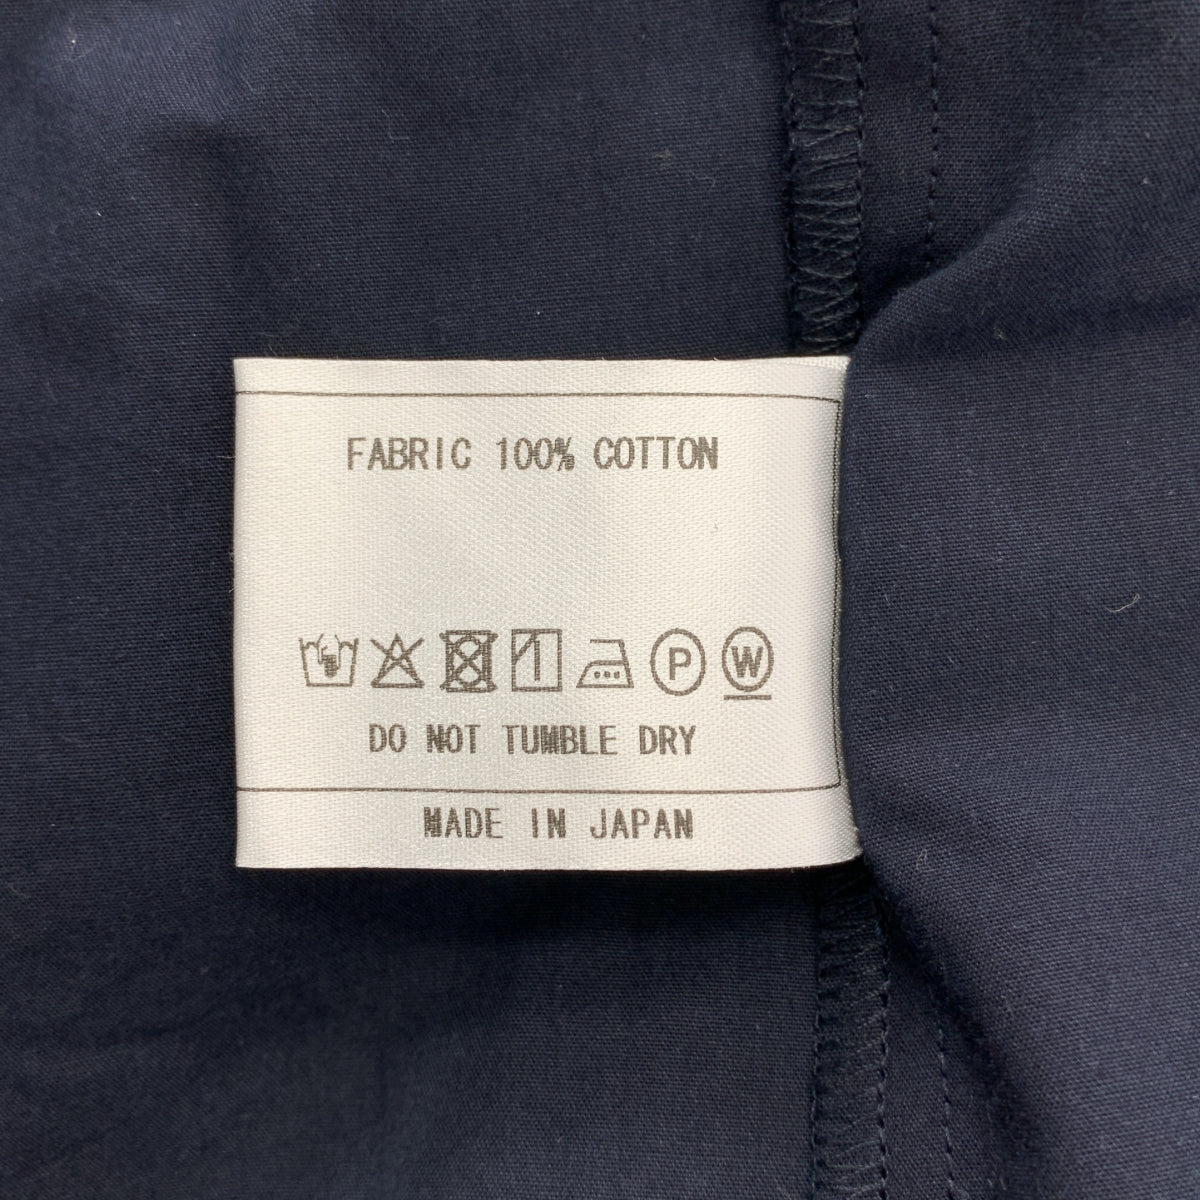 FABRIC 100% COTTON
P W
DO NOT TUMBLE DRY
MADE IN JAPAN